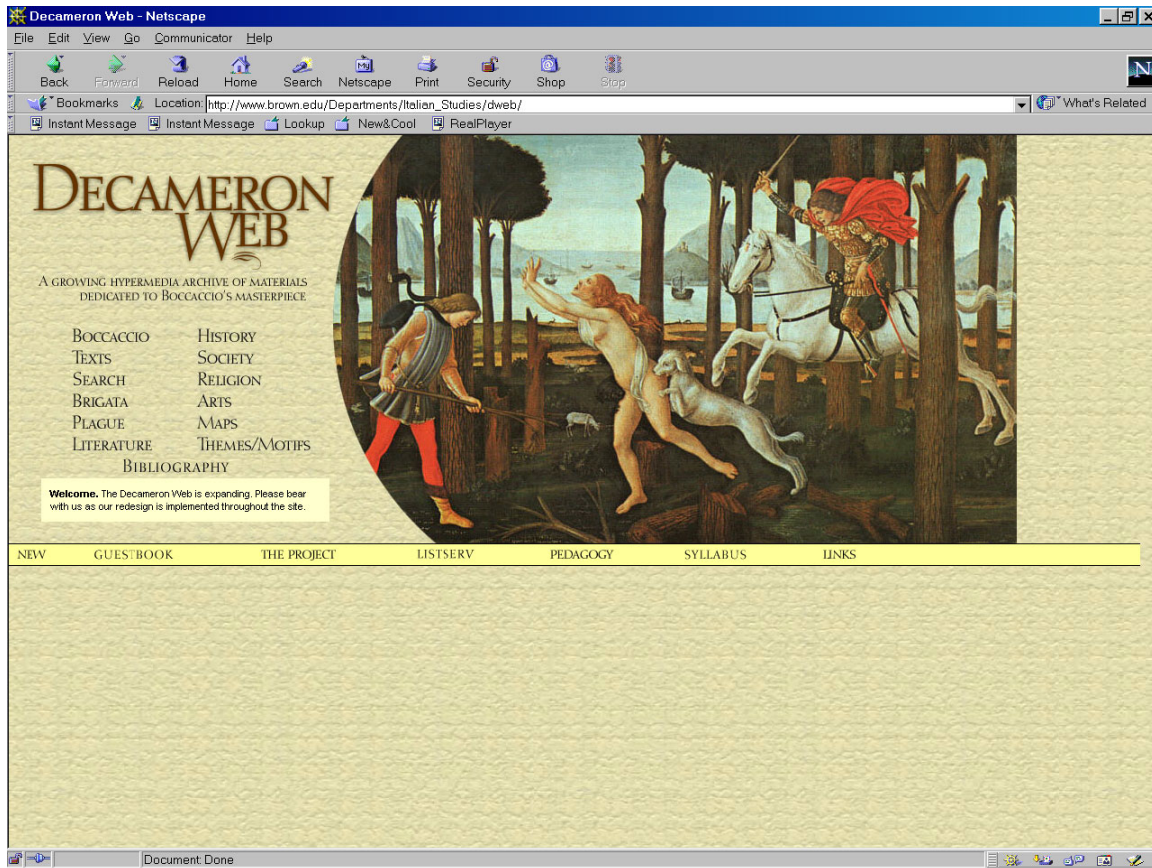 Decameron Web - Netscape
File Edit View Go Communicator Help
Back Forward Reload Home Search Netscape Print Security Shop Stop
My
N
Bookmarks Location: http://www.brown.edu/Departments/Italian_Studies/dweb/ What's Related
Instant Message Instant Message Lookup New&Cool RealPlayer
DECAMERON
WEB
A GROWING HYPERMEDIA ARCHIVE OF MATERIALS
DEDICATED TO BOCCACCIO'S MASTERPIECE
BOCCACCIO HISTORY
TEXTS SOCIETY
SEARCH RELIGION
BRIGATA ARTS
PLAGUE MAPS
LITERATURE THEMES/MOTIFS
BIBLIOGRAPHY
Welcome. The Decameron Web is expanding. Please bear
with us as our redesign is implemented throughout the site.
NEW GUESTBOOK THE PROJECT LISTSERV PEDAGOGY SYLLABUS LINKS
Document: Done